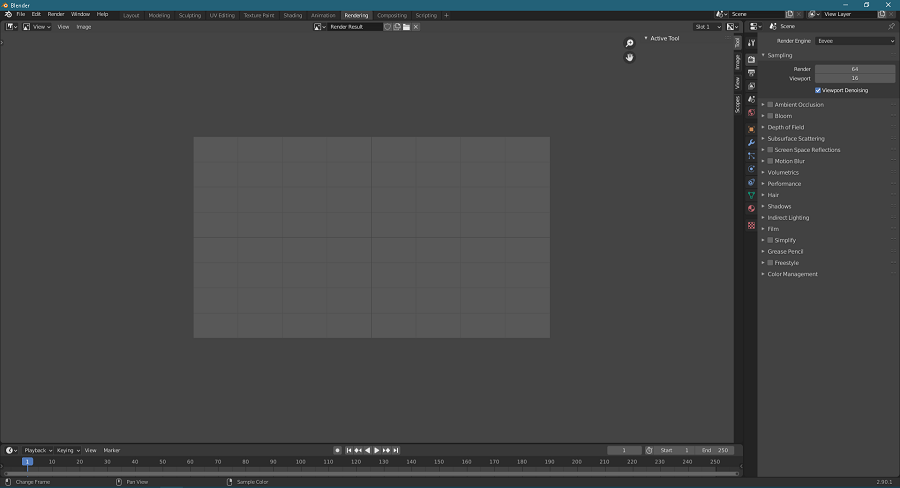 Blender
File Edit Render Window Help Layout Modeling Sculpting UV Editing Texture Paint Shading Animation Rendering Compositing Scripting + Scene View Layer
View View Image Render Result Slot 1 Scene
Active Tool
Tool
Image
View
Scopes
Render Engine Eevee
Sampling
Render 64
Viewport 16
Viewport Denoising
Ambient Occlusion
Bloom
Depth of Field
Subsurface Scattering
Screen Space Reflections
Motion Blur
Volumetrics
Performance
Hair
Shadows
Indirect Lighting
Film
Simplify
Grease Pencil
Freestyle
Color Management
Playback Keying View Marker 1 Start 1 End 250
1 10 20 30 40 50 60 70 80 90 100 110 120 130 140 150 160 170 180 190 200 210 220 230 240 250
Change Frame Pan View Sample Color 2.90.1